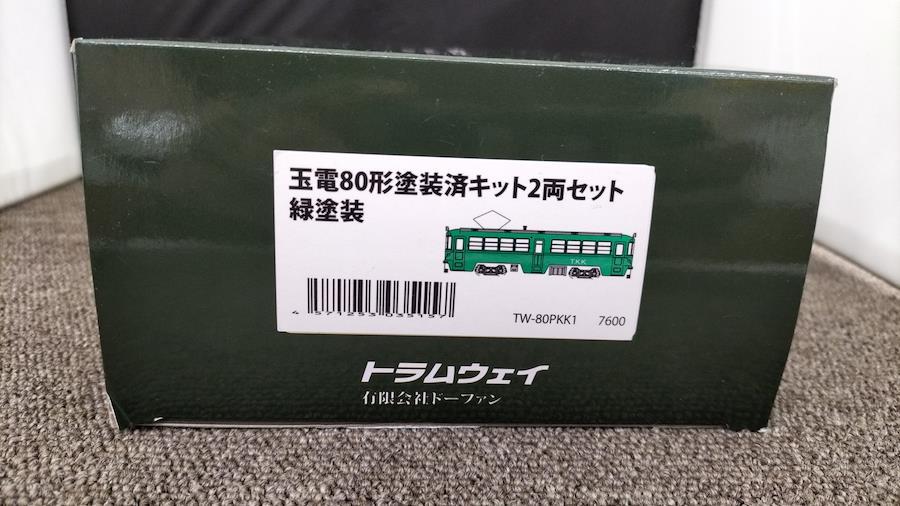 玉電80形塗装済キット2両セット
緑塗装
T.K.K
4571253035157
TW-80PKK1 7600
トラムウェイ
有限会社ドーファン